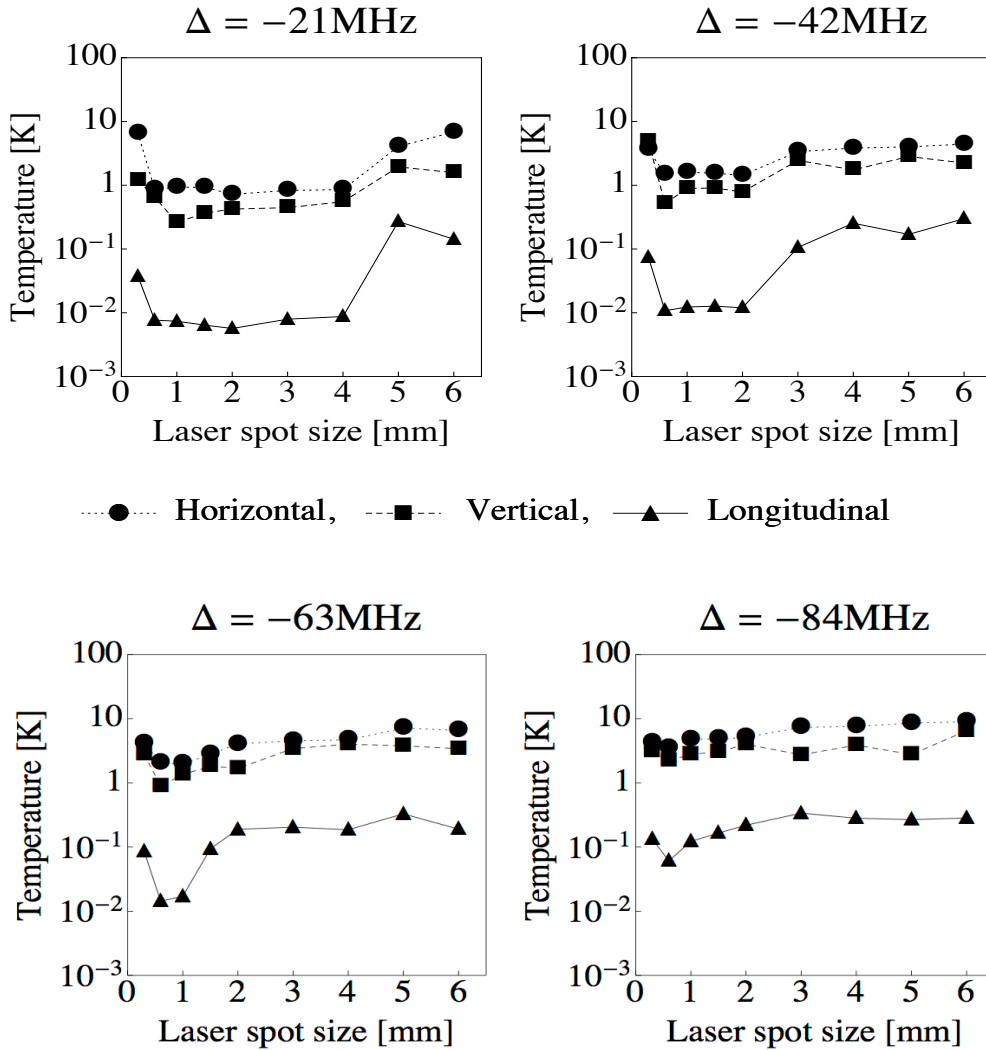 Δ = −21MHz
Temperature [K]
100
10
1
10−1
10−2
10−3
0 1 2 3 4 5 6
Laser spot size [mm]
Δ = −42MHz
Temperature [K]
100
10
1
10−1
10−2
10−3
0 1 2 3 4 5 6
Laser spot size [mm]
Horizontal, Vertical, Longitudinal
Δ = −63MHz
Temperature [K]
100
10
1
10−1
10−2
10−3
0 1 2 3 4 5 6
Laser spot size [mm]
Δ = −84MHz
Temperature [K]
100
10
1
10−1
10−2
10−3
0 1 2 3 4 5 6
Laser spot size [mm]